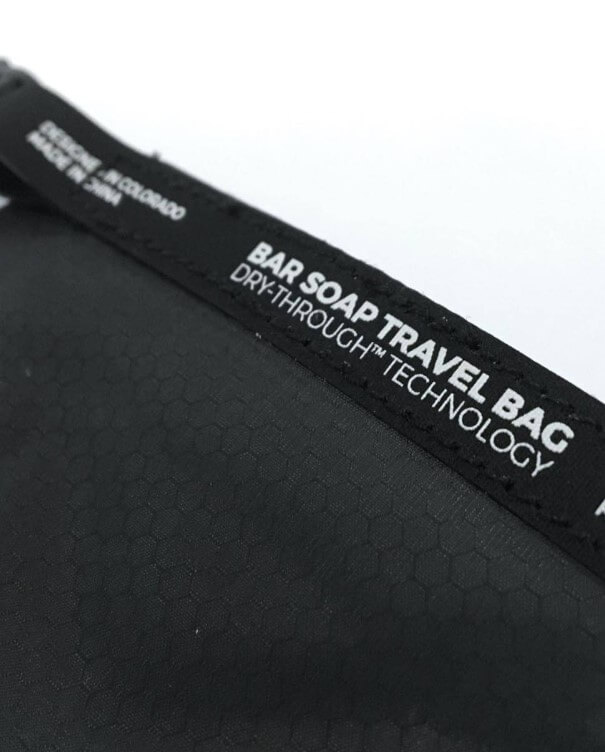 DESIGNED IN COLORADO
MADE IN CHINA
BAR SOAP TRAVEL BAG
DRY-THROUGH™ TECHNOLOGY